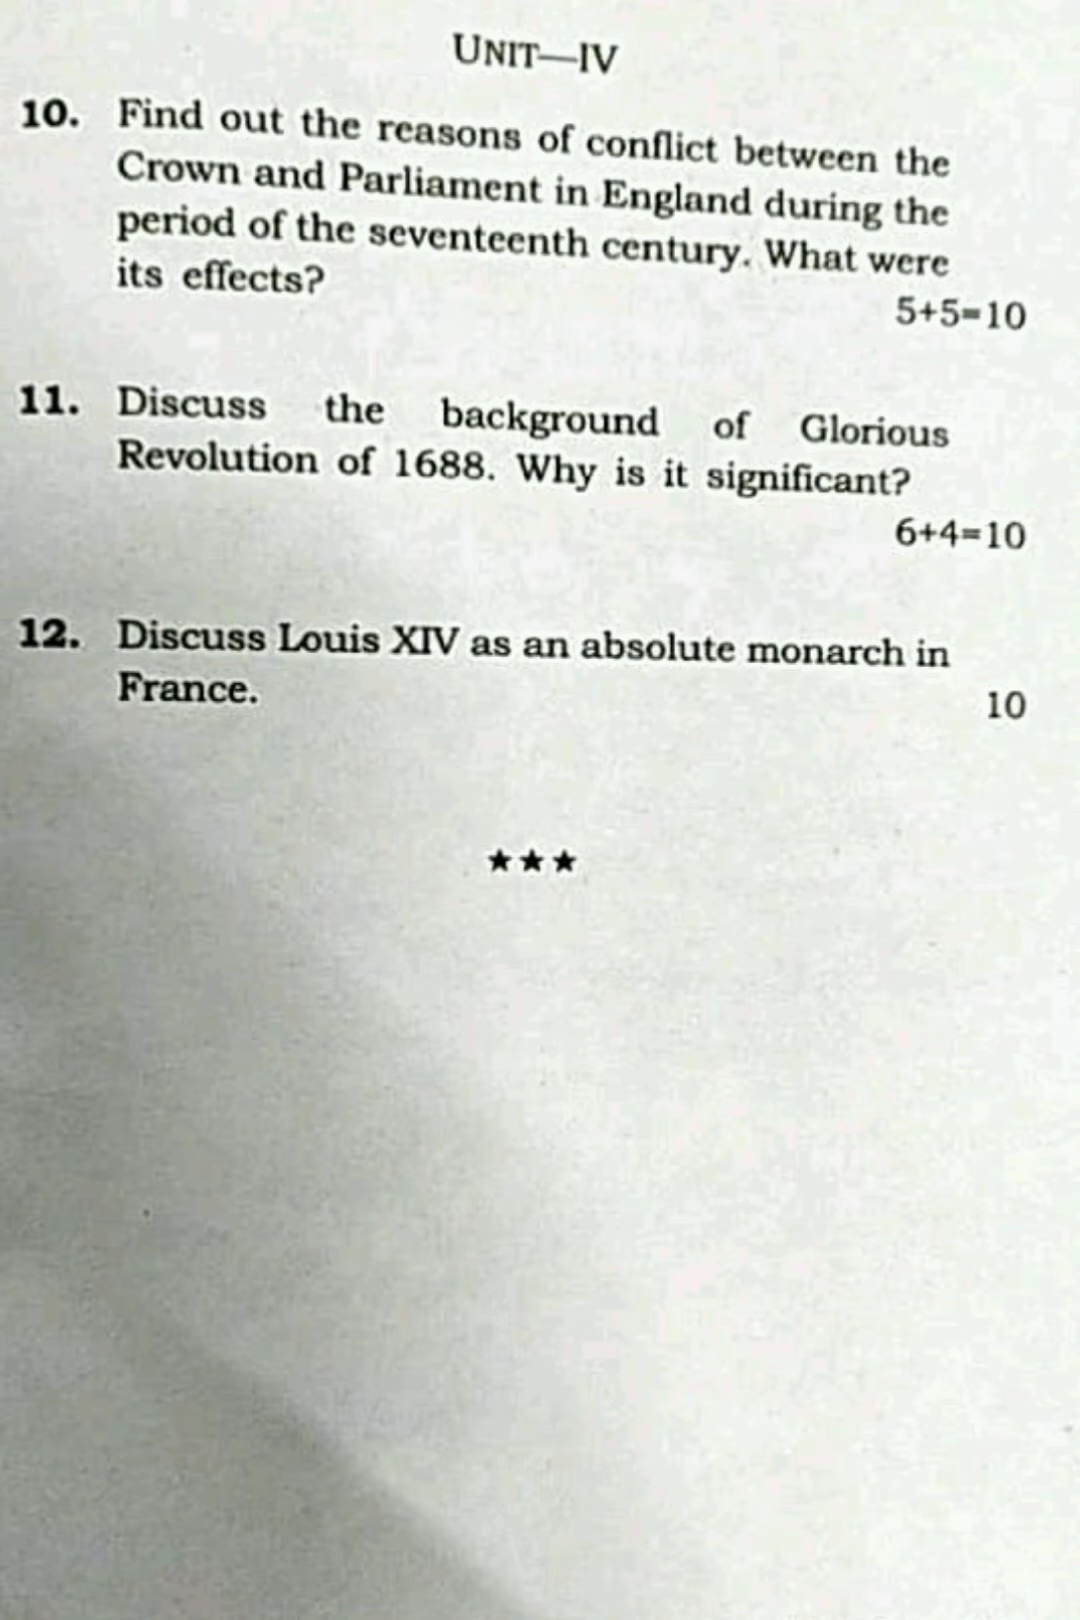 UNIT—IV
10. Find out the reasons of conflict between the
Crown and Parliament in England during the
period of the seventeenth century. What were
its effects?
5+5=10
11. Discuss the background of Glorious
Revolution of 1688. Why is it significant?
6+4=10
12. Discuss Louis XIV as an absolute monarch in
France.
10
★★★